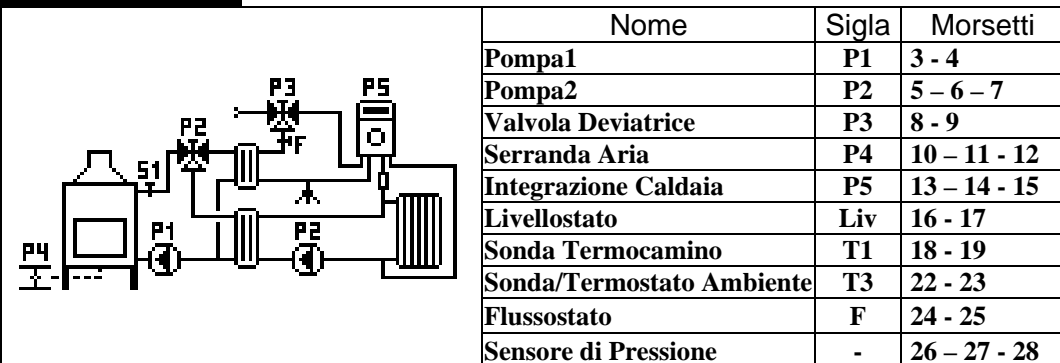 Nome Sigla Morsetti
Pompa1 P1 3 - 4
Pompa2 P2 5 – 6 – 7
Valvola Deviatrice P3 8 - 9
Serranda Aria P4 10 – 11 - 12
Integrazione Caldaia P5 13 – 14 - 15
Livellostato Liv 16 - 17
Sonda Termocamino T1 18 - 19
Sonda/Termostato Ambiente T3 22 - 23
Flussostato F 24 - 25
Sensore di Pressione - 26 – 27 - 28
P3 P5
P2 F
S1
P1 P2
P4